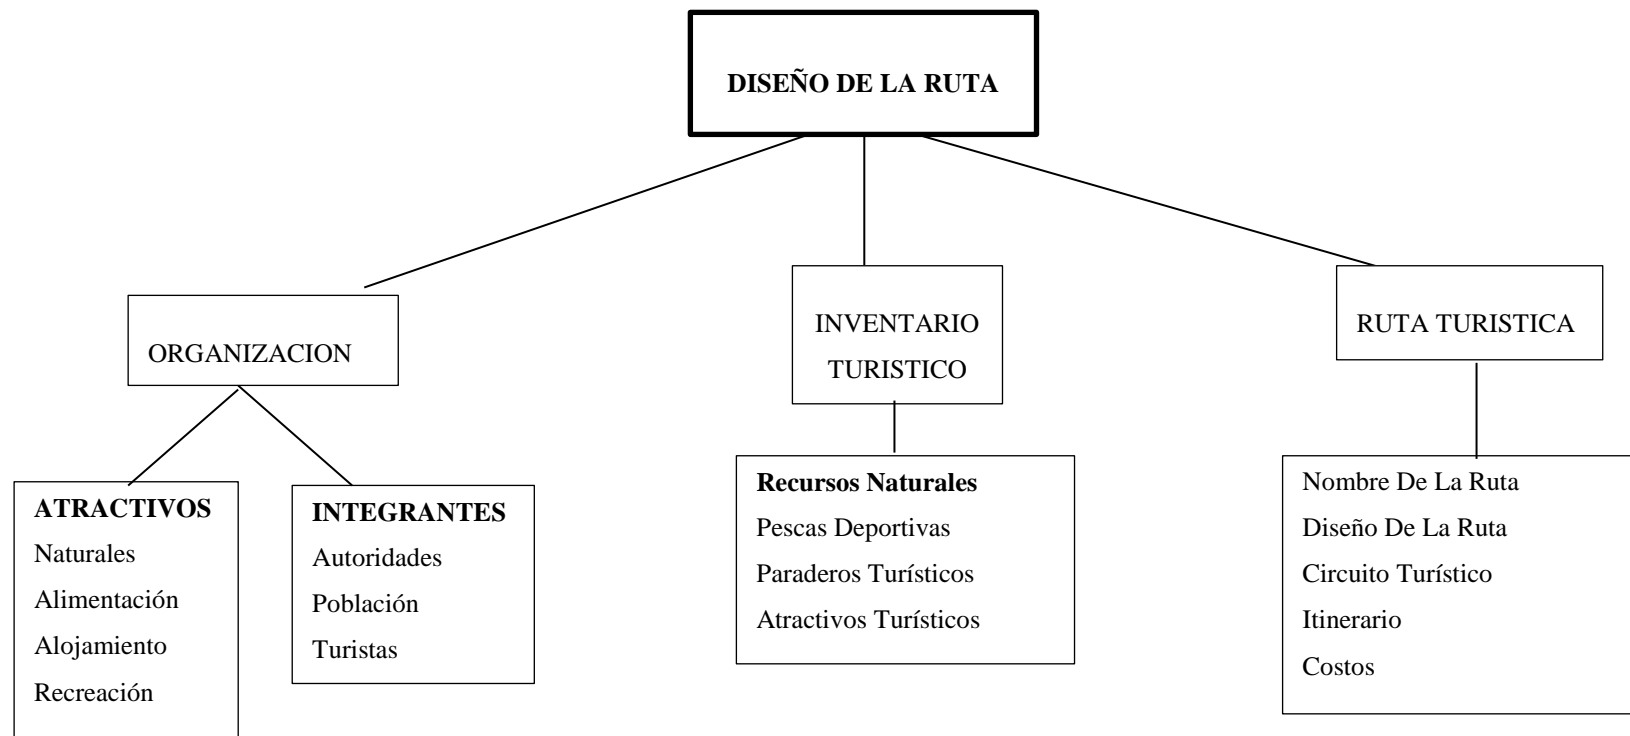 DISEÑO DE LA RUTA
ORGANIZACION
INVENTARIO
TURISTICO
RUTA TURISTICA
ATRACTIVOS
Naturales
Alimentación
Alojamiento
Recreación
INTEGRANTES
Autoridades
Población
Turistas
Recursos Naturales
Pescas Deportivas
Paraderos Turísticos
Atractivos Turísticos
Nombre De La Ruta
Diseño De La Ruta
Circuito Turístico
Itinerario
Costos